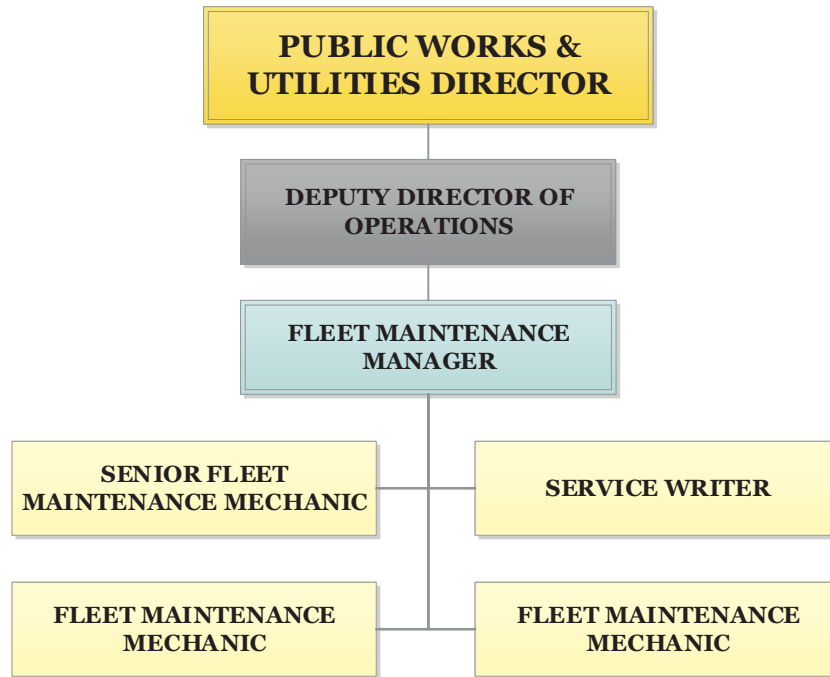 PUBLIC WORKS &
UTILITIES DIRECTOR
DEPUTY DIRECTOR OF
OPERATIONS
FLEET MAINTENANCE
MANAGER
SENIOR FLEET
MAINTENANCE MECHANIC
SERVICE WRITER
FLEET MAINTENANCE
MECHANIC
FLEET MAINTENANCE
MECHANIC